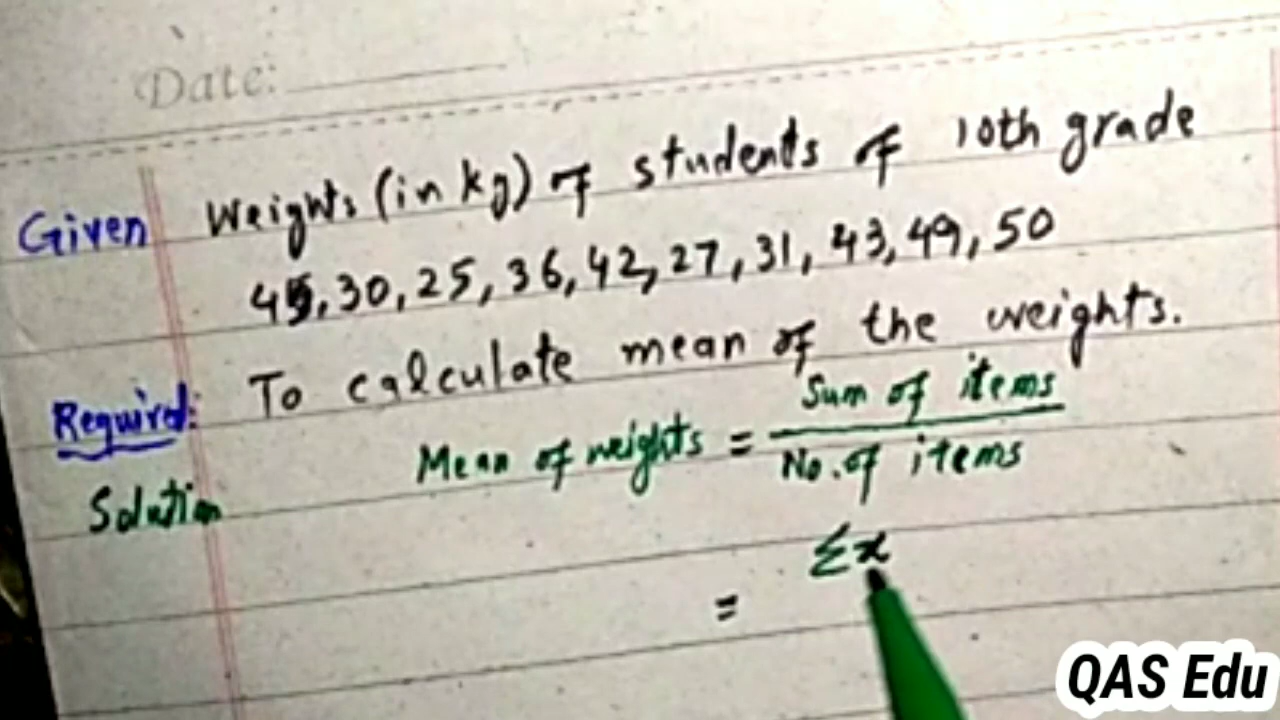 Date:
Given Weights (in kg) of students of 10th grade
45, 30, 25, 36, 42, 27, 31, 43, 49, 50
Required: To calculate mean of the weights.
Solution Mean of weights = Sum of items
No. of items
= Σx
QAS Edu